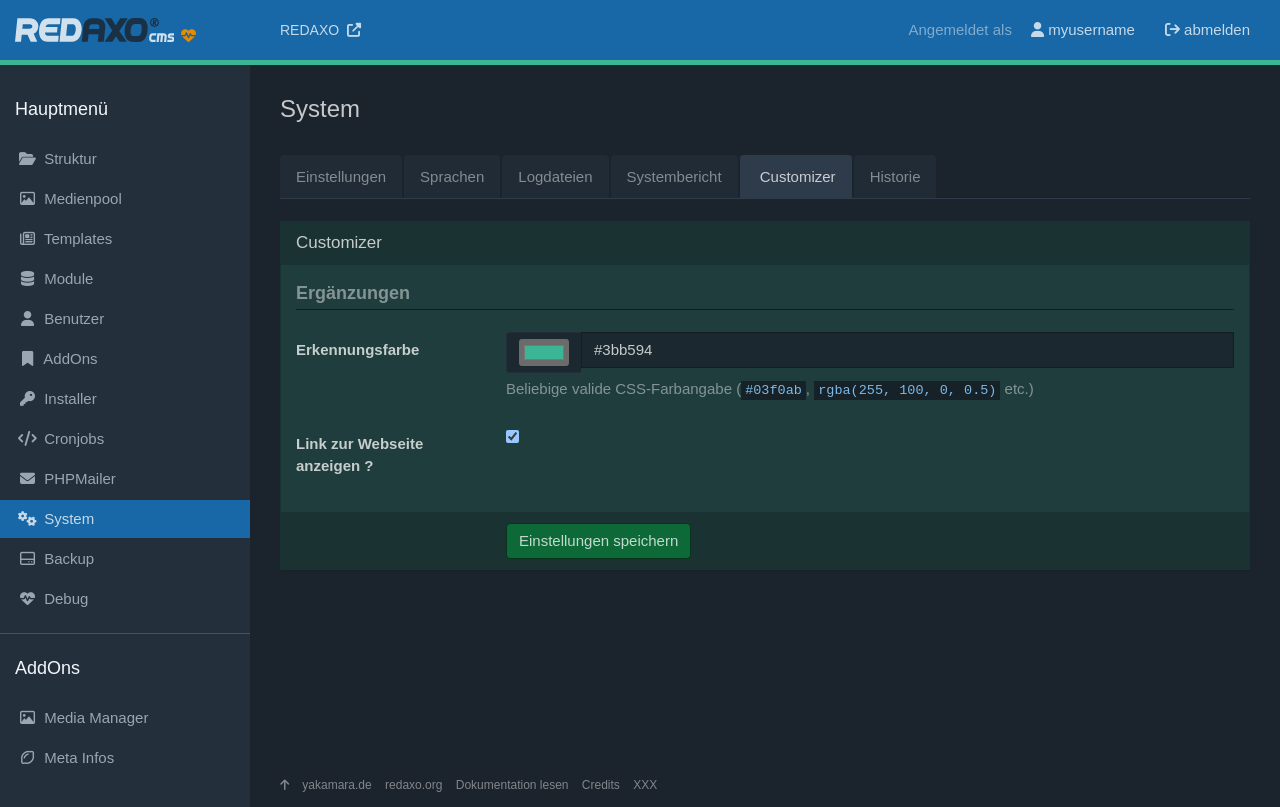 REDAXO® cms
REDAXO
Angemeldet als myusername abmelden
Hauptmenü
Struktur
Medienpool
Templates
Module
Benutzer
AddOns
Installer
Cronjobs
PHPMailer
System
Backup
Debug
AddOns
Media Manager
Meta Infos
System
Einstellungen Sprachen Logdateien Systembericht Customizer Historie
Customizer
Ergänzungen
Erkennungsfarbe
#3bb594
Beliebige valide CSS-Farbangabe (#03f0ab, rgba(255, 100, 0, 0.5) etc.)
Link zur Webseite
anzeigen ?
Einstellungen speichern
yakamara.de redaxo.org Dokumentation lesen Credits XXX